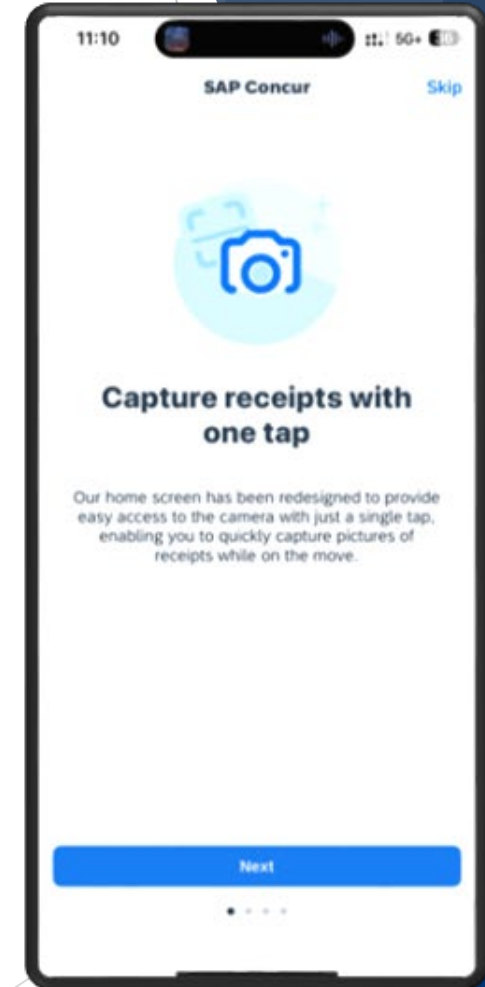 11:10
5G+
SAP Concur
Skip
Capture receipts with
one tap
Our home screen has been redesigned to provide
easy access to the camera with just a single tap,
enabling you to quickly capture pictures of
receipts while on the move.
Next